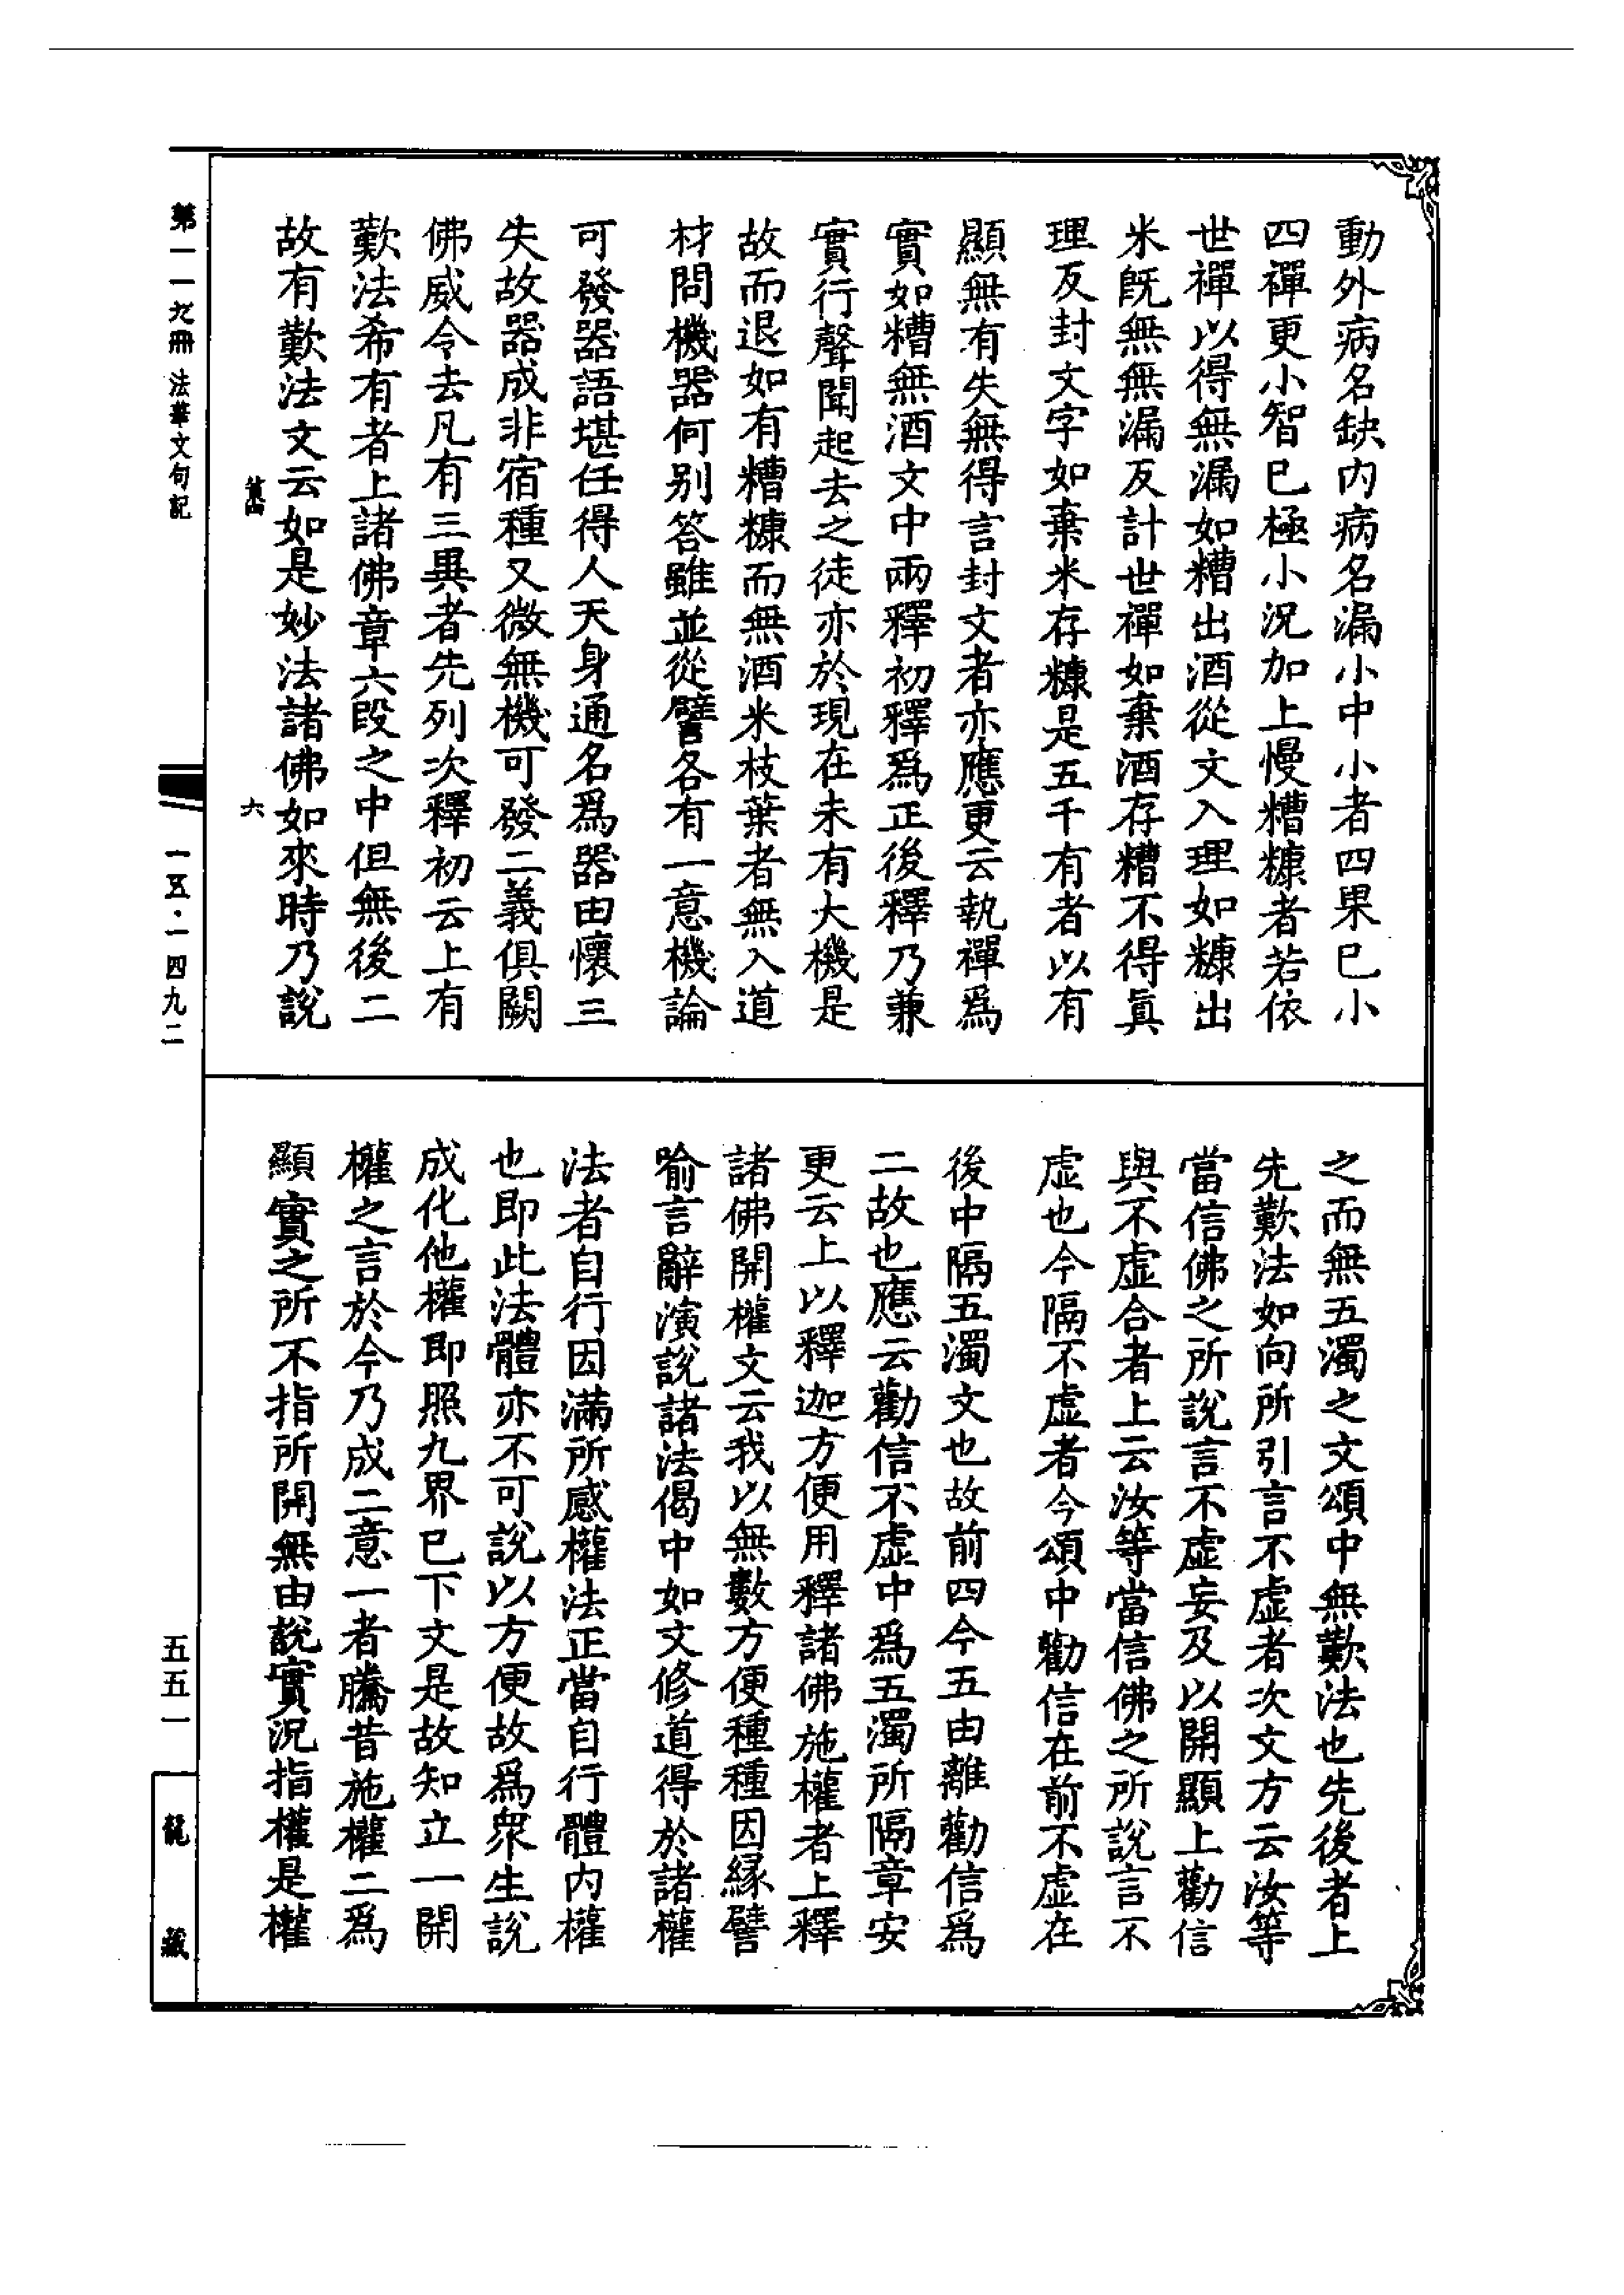 動外病名缺内病名漏小中小者四果巳小
四禪更小智巳極小況加上慢糟糠者若依
世禪以得無漏如糟出酒從文入理如糠出
米既無無漏反計世禪如棄酒存糟不得眞
理反封文字如棄米存糠是五千有者以有
顯無有失無得言封文者亦應更云執禪爲
實如糟無酒文中兩釋初釋爲正後釋乃兼
實行聲聞起去之徒亦於現在未有大機是
故而退如有糟糠而無酒米枝葉者無入道
材問機器何别答雖並從譬各有一意機論
可發器語堪任得人天身通名爲器由懷三
失故器成非宿種又微無機可發二義俱闕
佛威令去凡有三異者先列次釋初云上有
歎法希有者上諸佛章六段之中但無後二
故有歎法文云如是妙法諸佛如來時乃說
六
之而無五濁之文頌中無歎法也先後者上
先歎法如向所引言不虛者次文方云汝等
當信佛之所說言不虛妄及以開顯上勸信
與不虛合者上云汝等當信佛之所說言不
虛也今隔不虛者今頌中勸信在前不虛在
後中隔五濁文也故前四今五由離勸信爲
二故也應云勸信不虛中爲五濁所隔章安
更云上以釋迦方便用釋諸佛施權者上釋
諸佛開權文云我以無數方便種種因縁譬
喻言辭演說諸法偈中如文修道得於諸權
法者自行因滿所感權法正當自行體内權
也即此法體亦不可說以方便故爲衆生說
成化他權即照九界巳下文是故知立一開
權之言於今乃成二意一者騰昔施權二爲
顯實之所不指所開無由說實況指權是權
第一一九冊 法華文句記
一五·一四九二
五五一
龍藏